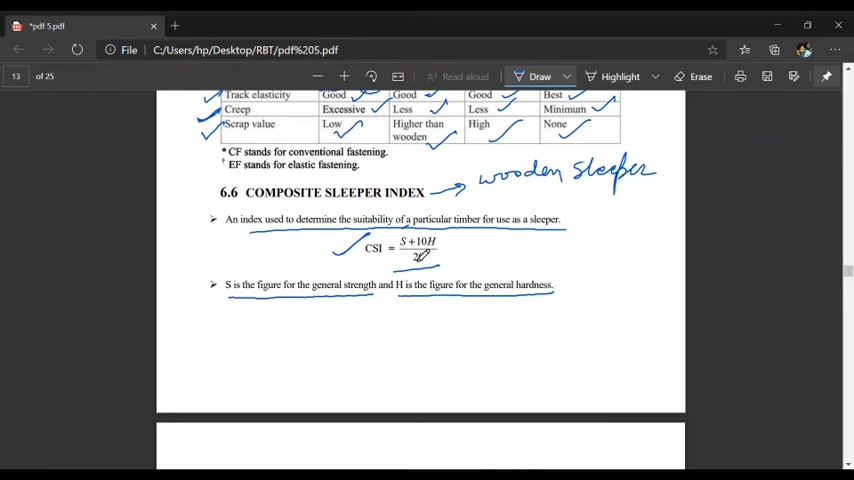 *pdf 5.pdf
File C:/Users/hp/Desktop/RBT/pdf%205.pdf
13 of 25 Read aloud Draw Highlight Erase
Track elasticity Good Good Good Best
Creep Excessive Less Less Minimum
Scrap value Low Higher than High None
wooden
* CF stands for conventional fastening.
† EF stands for elastic fastening.
wooden sleeper
6.6 COMPOSITE SLEEPER INDEX
An index used to determine the suitability of a particular timber for use as a sleeper.
S+10H
CSI =
S is the figure for the general strength and H is the figure for the general hardness.